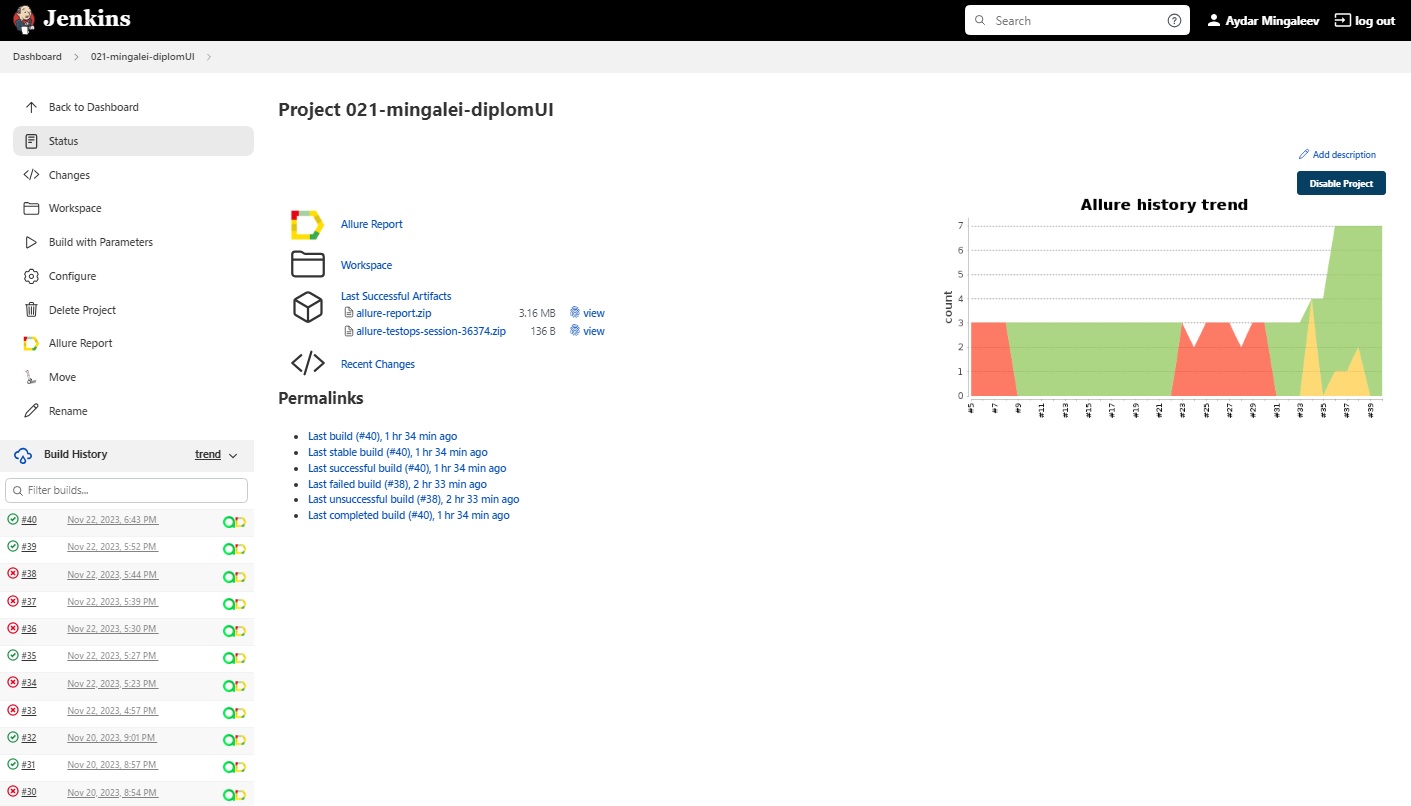 Jenkins
Search
Aydar Mingaleev
log out
Dashboard
021-mingalei-diplomUI
Back to Dashboard
Status
Changes
Workspace
Build with Parameters
Configure
Delete Project
Allure Report
Move
Rename
Build History
trend
Filter builds...
#40 Nov 22, 2023, 6:43 PM
#39 Nov 22, 2023, 5:52 PM
#38 Nov 22, 2023, 5:44 PM
#37 Nov 22, 2023, 5:39 PM
#36 Nov 22, 2023, 5:30 PM
#35 Nov 22, 2023, 5:27 PM
#34 Nov 22, 2023, 5:23 PM
#33 Nov 22, 2023, 4:57 PM
#32 Nov 20, 2023, 9:01 PM
#31 Nov 20, 2023, 8:57 PM
#30 Nov 20, 2023, 8:54 PM
Project 021-mingalei-diplomUI
Add description
Disable Project
Allure Report
Workspace
Last Successful Artifacts
allure-report.zip 3.16 MB view
allure-testops-session-36374.zip 136 B view
Recent Changes
Permalinks
Last build (#40), 1 hr 34 min ago
Last stable build (#40), 1 hr 34 min ago
Last successful build (#40), 1 hr 34 min ago
Last failed build (#38), 2 hr 33 min ago
Last unsuccessful build (#38), 2 hr 33 min ago
Last completed build (#40), 1 hr 34 min ago
Allure history trend
count
7
6
5
4
3
2
1
0
#5 #7 #9 #11 #13 #15 #17 #19 #21 #23 #25 #27 #29 #31 #33 #35 #37 #39